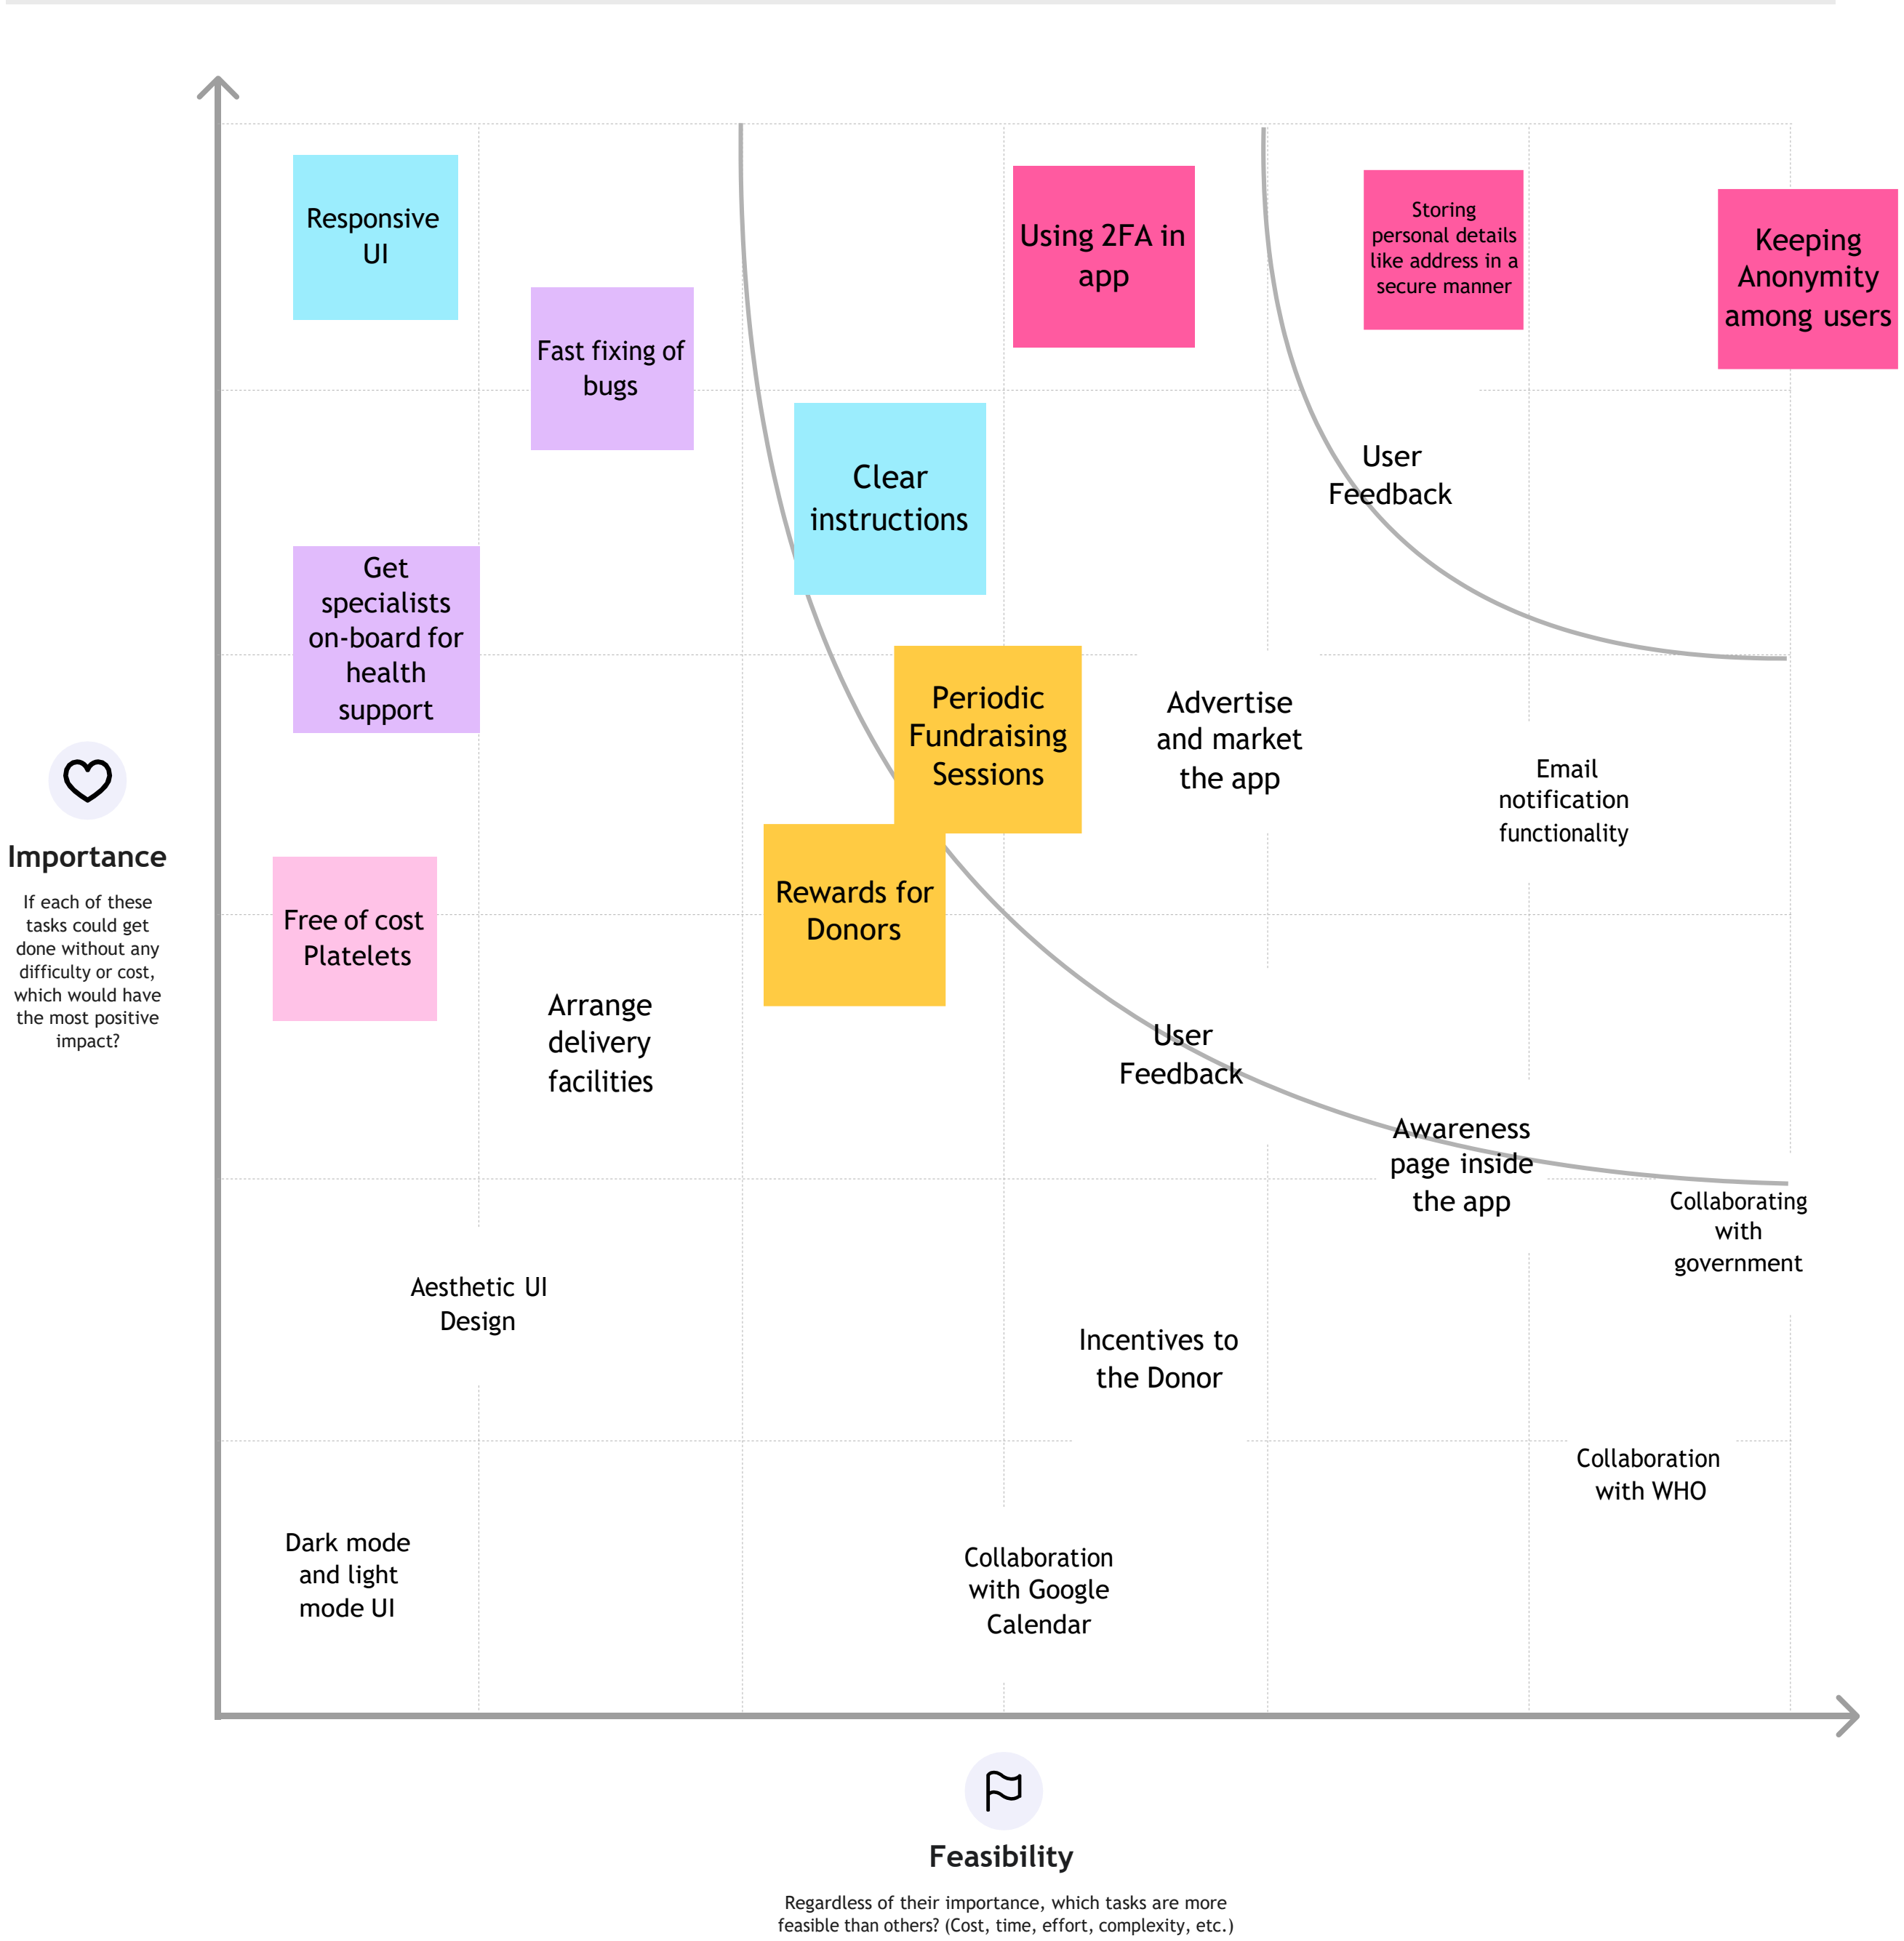 Responsive
UI
Using 2FA in
app
Storing
personal details
like address in a
secure manner
Keeping
Anonymity
among users
Fast fixing of
bugs
Clear
instructions
User
Feedback
Get
specialists
on-board for
health
support
Periodic
Fundraising
Sessions
Advertise
and market
the app
Email
notification
functionality
Importance
If each of these
tasks could get
done without any
difficulty or cost,
which would have
the most positive
impact?
Free of cost
Platelets
Rewards for
Donors
Arrange
delivery
facilities
User
Feedback
Awareness
page inside
the app
Collaborating
with
government
Aesthetic UI
Design
Incentives to
the Donor
Collaboration
with WHO
Dark mode
and light
mode UI
Collaboration
with Google
Calendar
Feasibility
Regardless of their importance, which tasks are more
feasible than others? (Cost, time, effort, complexity, etc.)